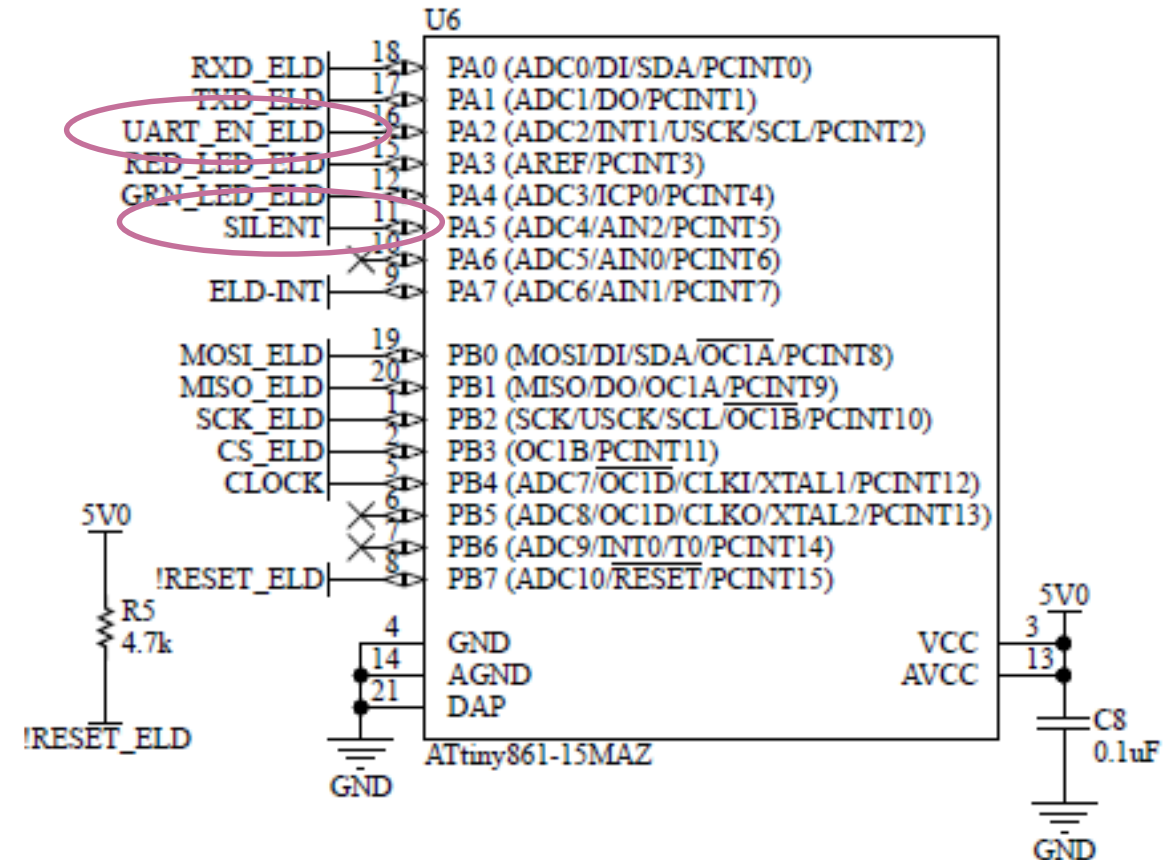 U6
RXD_ELD 18 PA0 (ADC0/DI/SDA/PCINT0)
TXD_ELD 17 PA1 (ADC1/DO/PCINT1)
UART_EN_ELD 16 PA2 (ADC2/INT1/USCK/SCL/PCINT2)
RED_LED_ELD 15 PA3 (AREF/PCINT3)
GRN_LED_ELD 12 PA4 (ADC3/ICP0/PCINT4)
SILENT 11 PA5 (ADC4/AIN2/PCINT5)
10 PA6 (ADC5/AIN0/PCINT6)
ELD-INT 9 PA7 (ADC6/AIN1/PCINT7)
MOSI_ELD 19 PB0 (MOSI/DI/SDA/OC1A/PCINT8)
MISO_ELD 20 PB1 (MISO/DO/OC1A/PCINT9)
SCK_ELD 1 PB2 (SCK/USCK/SCL/OC1B/PCINT10)
CS_ELD 2 PB3 (OC1B/PCINT11)
CLOCK 5 PB4 (ADC7/OC1D/CLKI/XTAL1/PCINT12)
6 PB5 (ADC8/OC1D/CLKO/XTAL2/PCINT13)
7 PB6 (ADC9/INT0/T0/PCINT14)
!RESET_ELD 8 PB7 (ADC10/RESET/PCINT15)
4 GND
14 AGND
21 DAP
VCC 3
AVCC 13
ATtiny861-15MAZ
GND
5V0
R5
4.7k
!RESET_ELD
5V0
C8
0.1uF
GND